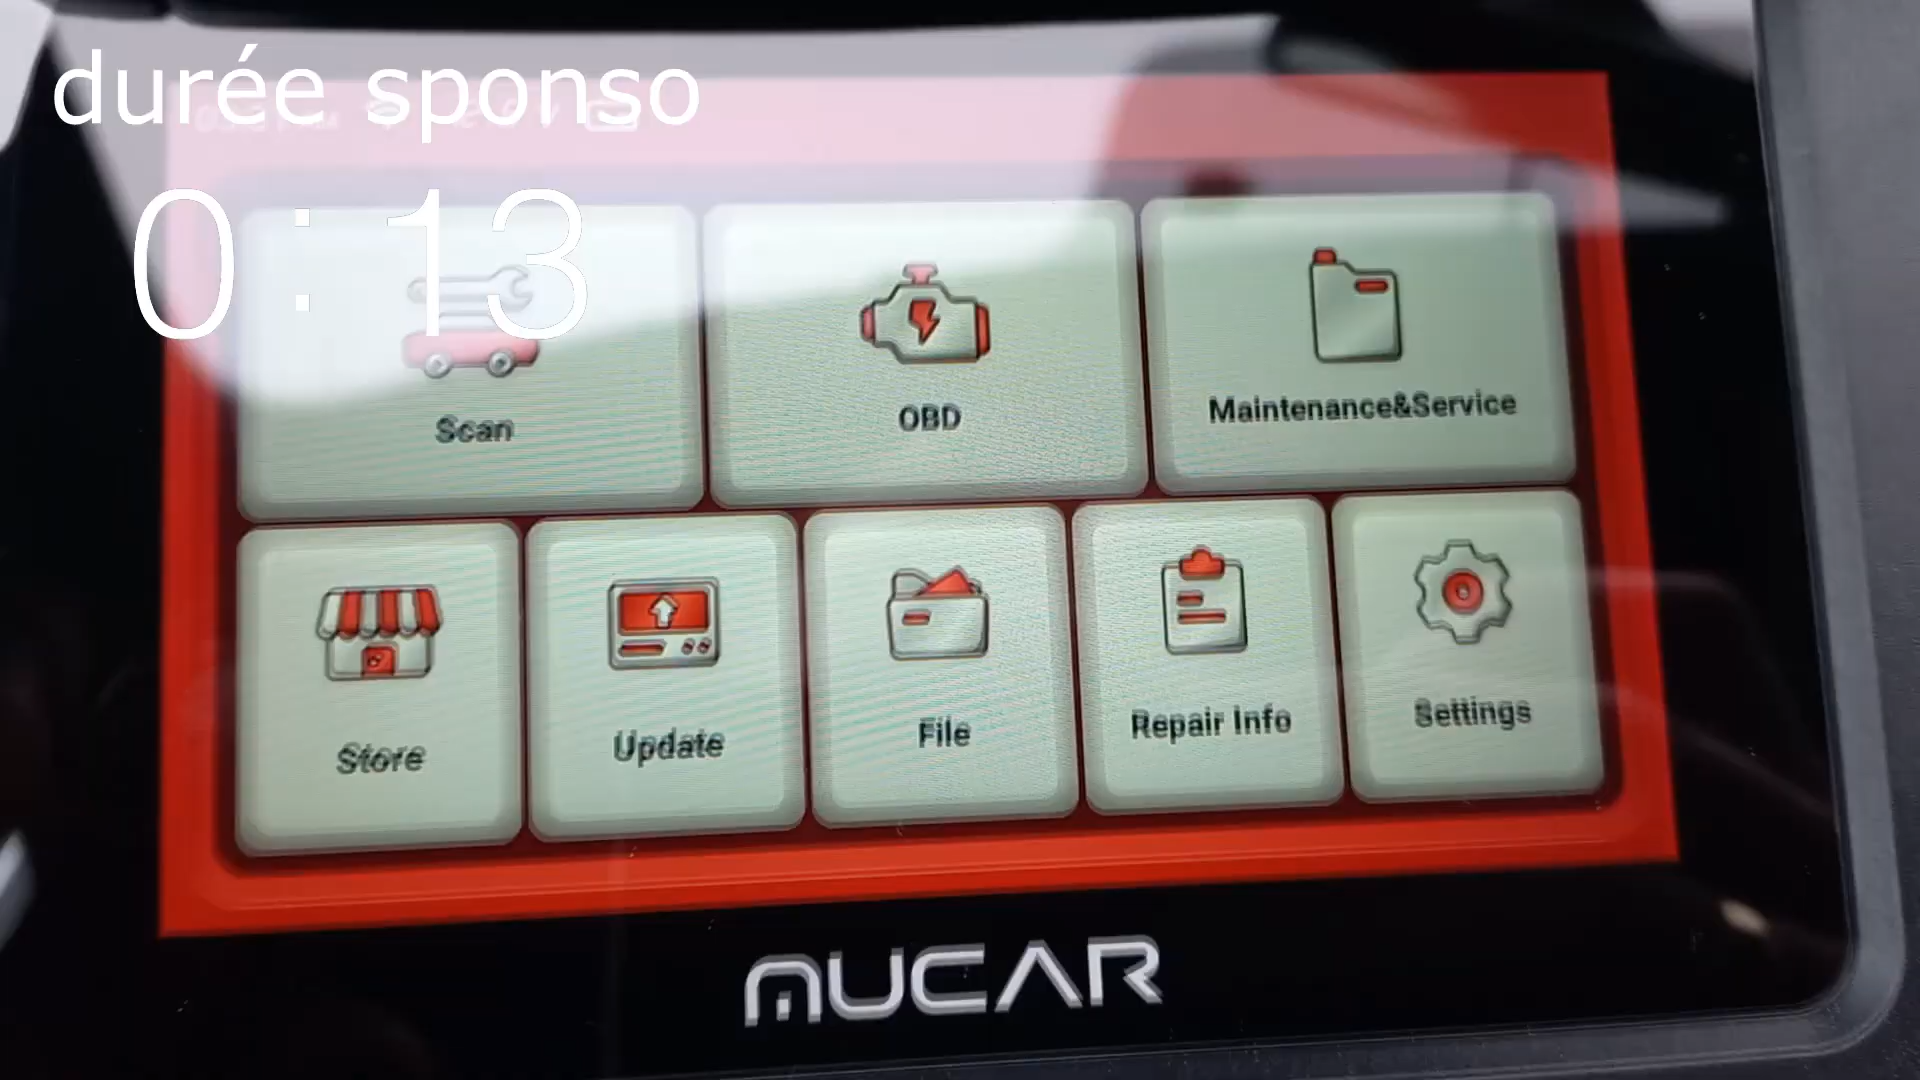 durée sponso
0:13
Scan
OBD
Maintenance&Service
Store
Update
File
Repair Info
Settings
MUCAR